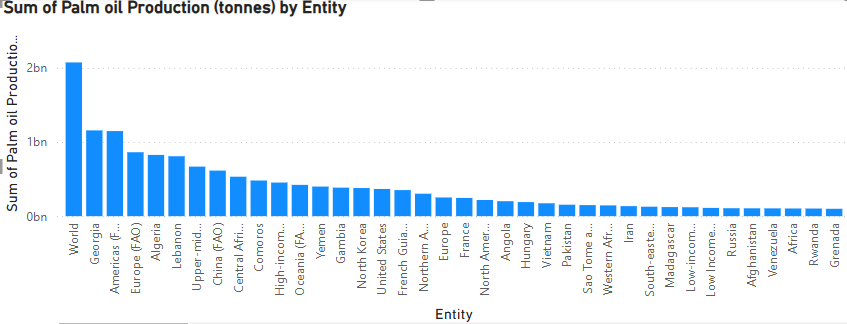 Sum of Palm oil Production (tonnes) by Entity
Sum of Palm oil Productio...
2bn
1bn
0bn
World
Georgia
Americas (F...
Europe (FAO)
Algeria
Lebanon
Upper-mid...
China (FAO)
Central Afri...
Comoros
High-incom...
Oceania (FA...
Yemen
Gambia
North Korea
United States
French Guia...
Northern A...
Europe
France
North Amer...
Angola
Hungary
Vietnam
Pakistan
Sao Tome a...
Western Afr...
Iran
South-easte...
Madagascar
Low-incom...
Low Income...
Russia
Afghanistan
Venezuela
Africa
Rwanda
Grenada
Entity